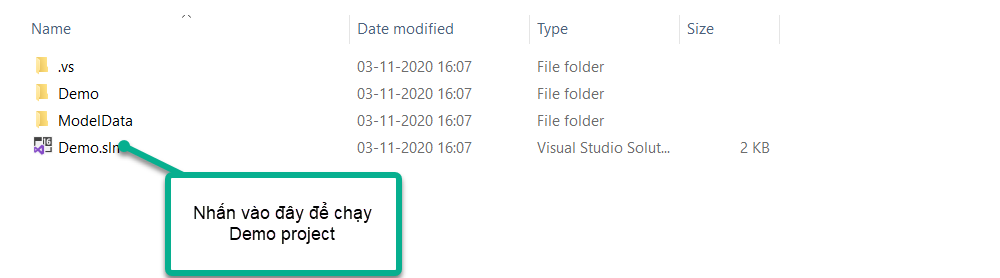 Name Date modified Type Size
.vs 03-11-2020 16:07 File folder
Demo 03-11-2020 16:07 File folder
ModelData 03-11-2020 16:07 File folder
Demo.sln 03-11-2020 16:07 Visual Studio Solut... 2 KB
Nhấn vào đây để chạy
Demo project